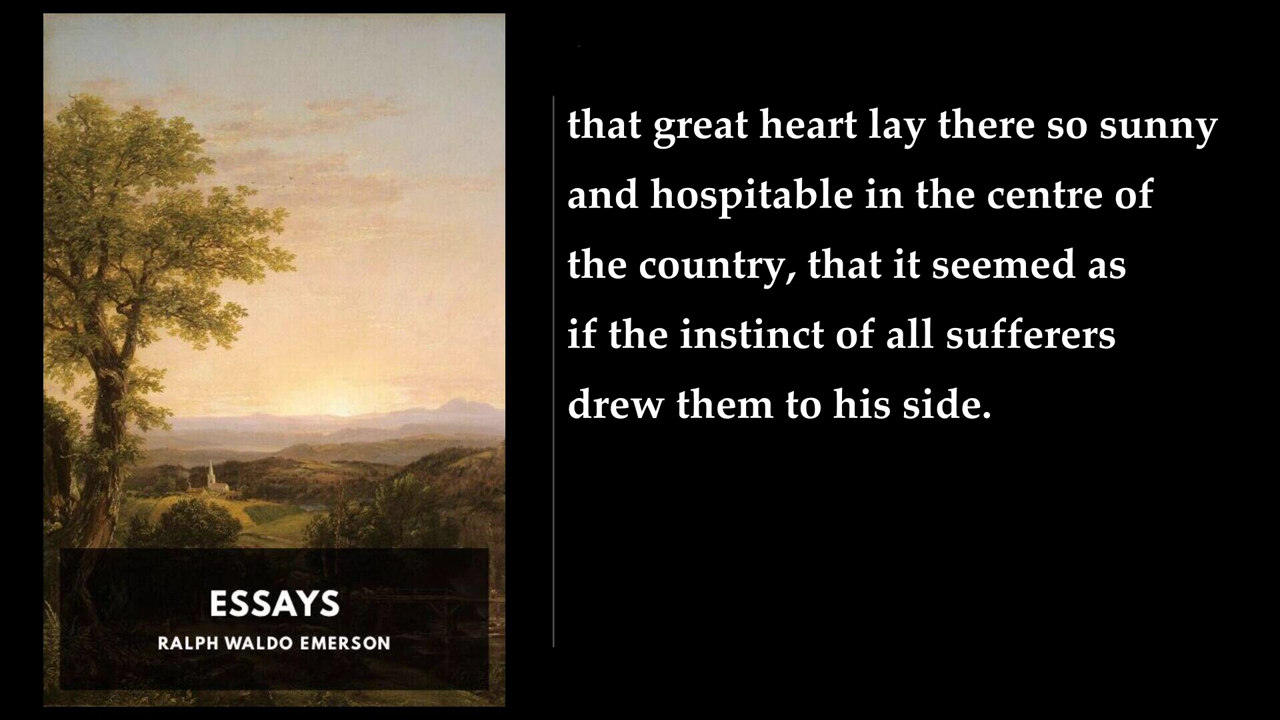 that great heart lay there so sunny
and hospitable in the centre of
the country, that it seemed as
if the instinct of all sufferers
drew them to his side.
ESSAYS
RALPH WALDO EMERSON